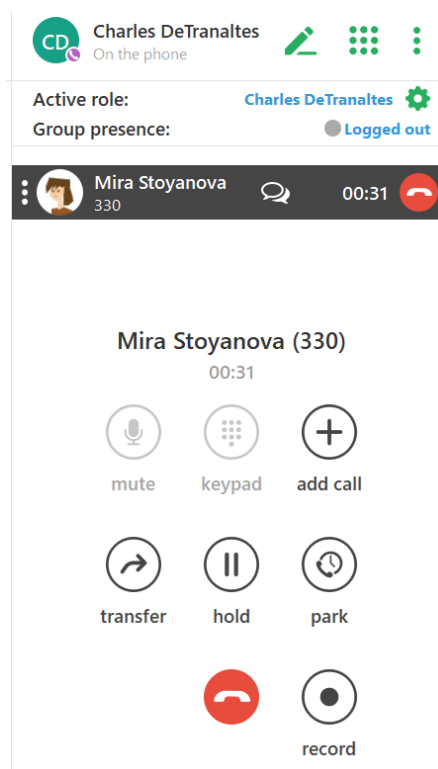 CD
Charles DeTranaltes
On the phone
Active role: Charles DeTranaltes
Group presence: Logged out
Mira Stoyanova
330
00:31
Mira Stoyanova (330)
00:31
mute keypad add call
transfer hold park
record